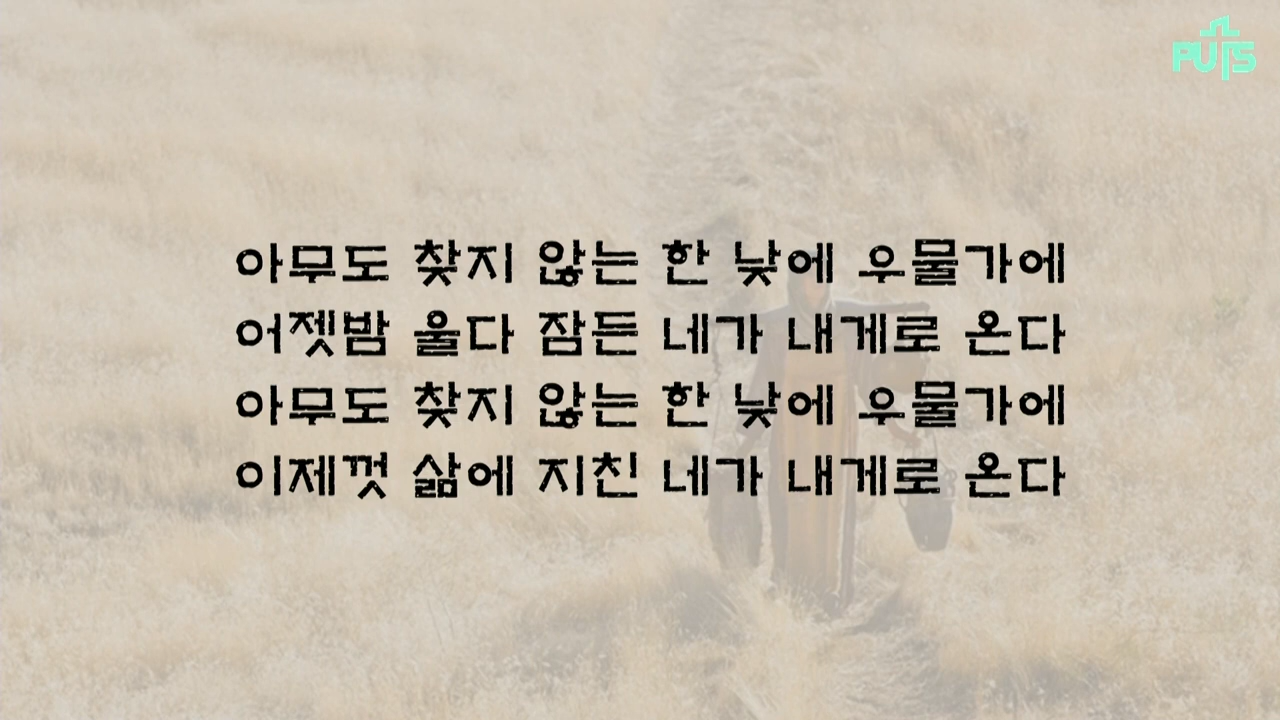 PUTS
아무도 찾지 않는 한 낮에 우물가에
어젯밤 울다 잠든 네가 내게로 온다
아무도 찾지 않는 한 낮에 우물가에
이제껏 삶에 지친 네가 내게로 온다